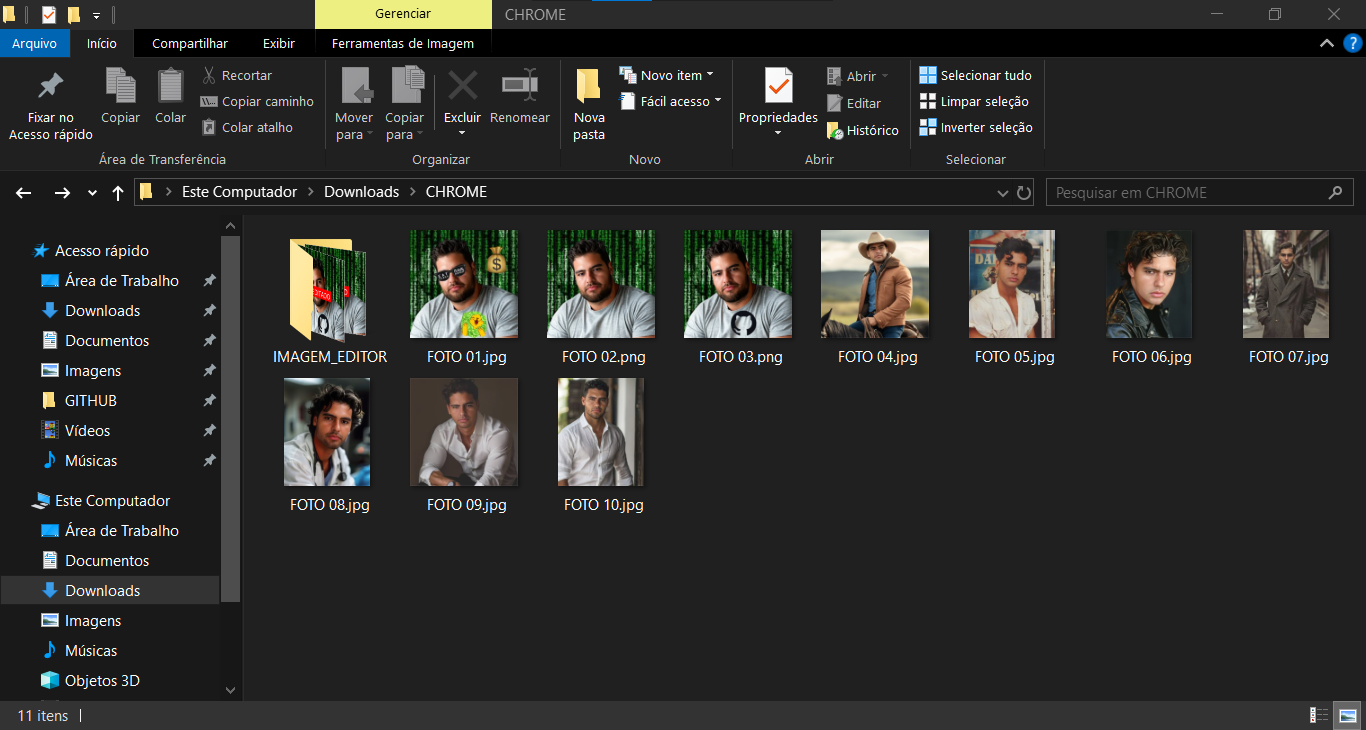 Gerenciar
CHROME
Arquivo
Início
Compartilhar
Exibir
Ferramentas de Imagem
Fixar no
Acesso rápido
Copiar
Colar
Recortar
Copiar caminho
Colar atalho
Área de Transferência
Mover
para
Copiar
para
Excluir
Renomear
Organizar
Nova
pasta
Novo item
Fácil acesso
Novo
Propriedades
Abrir
Editar
Histórico
Abrir
Selecionar tudo
Limpar seleção
Inverter seleção
Selecionar
Este Computador
Downloads
CHROME
Pesquisar em CHROME
Acesso rápido
Área de Trabalho
Downloads
Documentos
Imagens
GITHUB
Vídeos
Músicas
Este Computador
Área de Trabalho
Documentos
Downloads
Imagens
Músicas
Objetos 3D
IMAGEM_EDITOR
FOTO 01.jpg
FOTO 02.png
FOTO 03.png
FOTO 04.jpg
FOTO 05.jpg
FOTO 06.jpg
FOTO 07.jpg
FOTO 08.jpg
FOTO 09.jpg
FOTO 10.jpg
11 itens